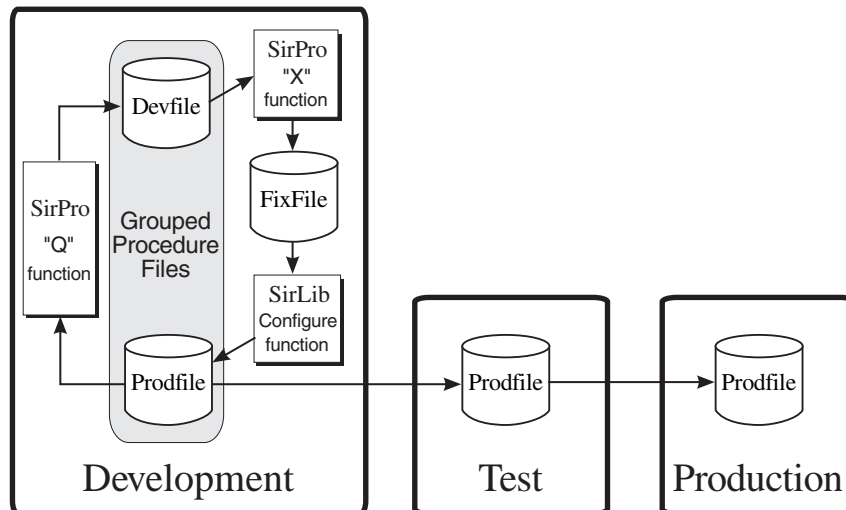 SirPro
"X"
function
Devfile
FixFile
SirPro
"Q"
function
Grouped
Procedure
Files
SirLib
Configure
function
Prodfile
Prodfile
Prodfile
Development
Test
Production